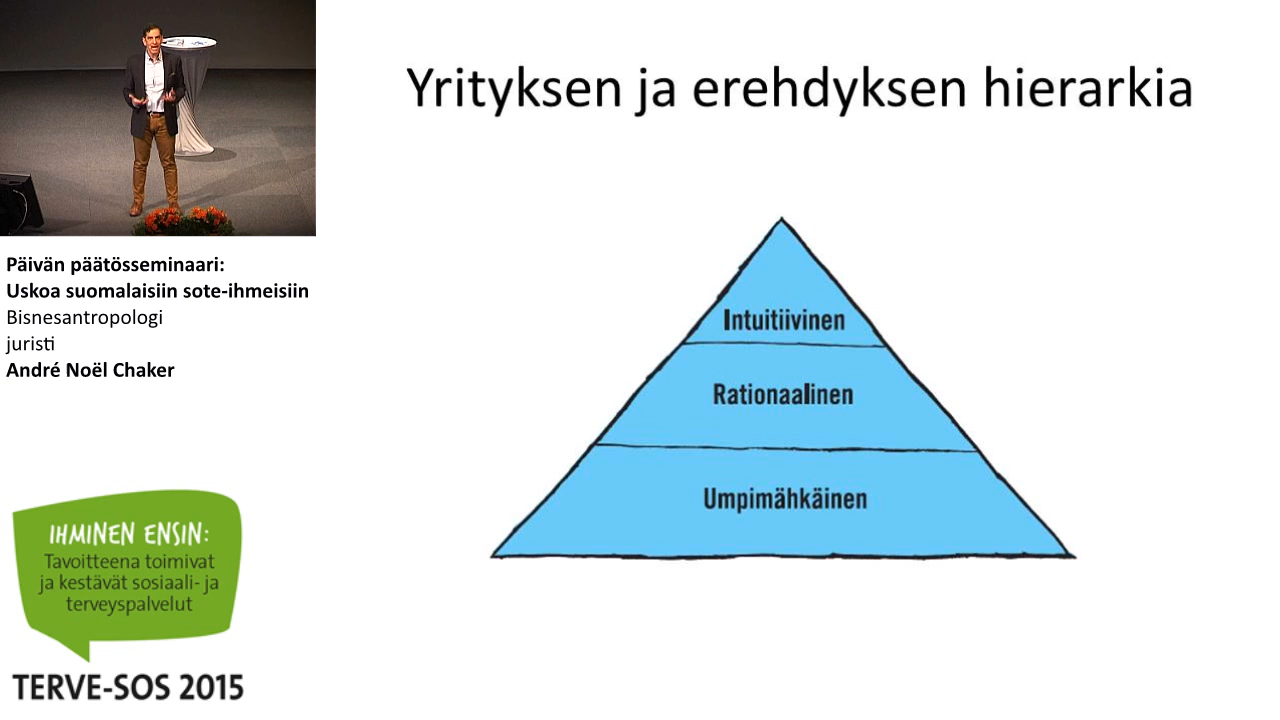 Yrityksen ja erehdyksen hierarkia
Intuitiivinen
Rationaalinen
Umpimähkäinen
Päivän päätösseminaari:
Uskoa suomalaisiin sote-ihmeisiin
Bisnesantropologi
juristi
André Noël Chaker
IHMINEN ENSIN:
Tavoitteena toimivat
ja kestävät sosiaali- ja
terveyspalvelut
TERVE-SOS 2015